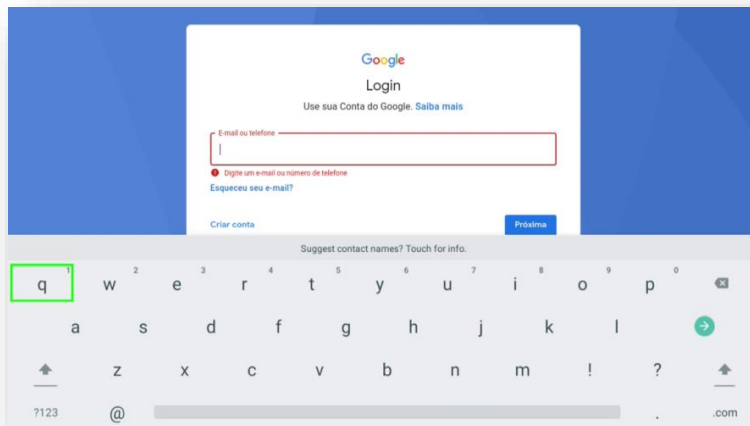 Google
Login
Use sua Conta do Google. Saiba mais
E-mail ou telefone
Digite um e-mail ou número de telefone
Esqueceu seu e-mail?
Criar conta Próxima
Suggest contact names? Touch for info.
q 1 w 2 e 3 r 4 t 5 y 6 u 7 i 8 o 9 p 0
a s d f g h j k l
z x c v b n m ! ?
?123 @ . .com